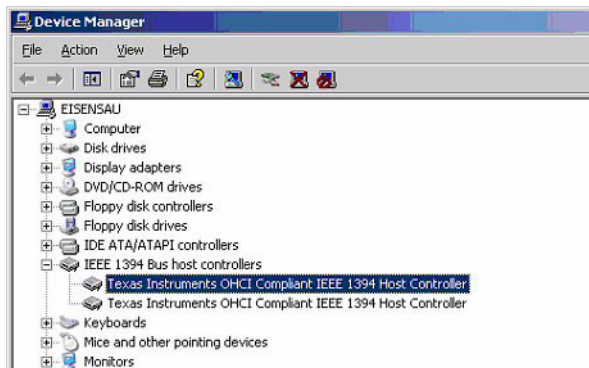 Device Manager
File Action View Help
EISENSAU
Computer
Disk drives
Display adapters
DVD/CD-ROM drives
Floppy disk controllers
Floppy disk drives
IDE ATA/ATAPI controllers
IEEE 1394 Bus host controllers
Texas Instruments OHCI Compliant IEEE 1394 Host Controller
Texas Instruments OHCI Compliant IEEE 1394 Host Controller
Keyboards
Mice and other pointing devices
Monitors